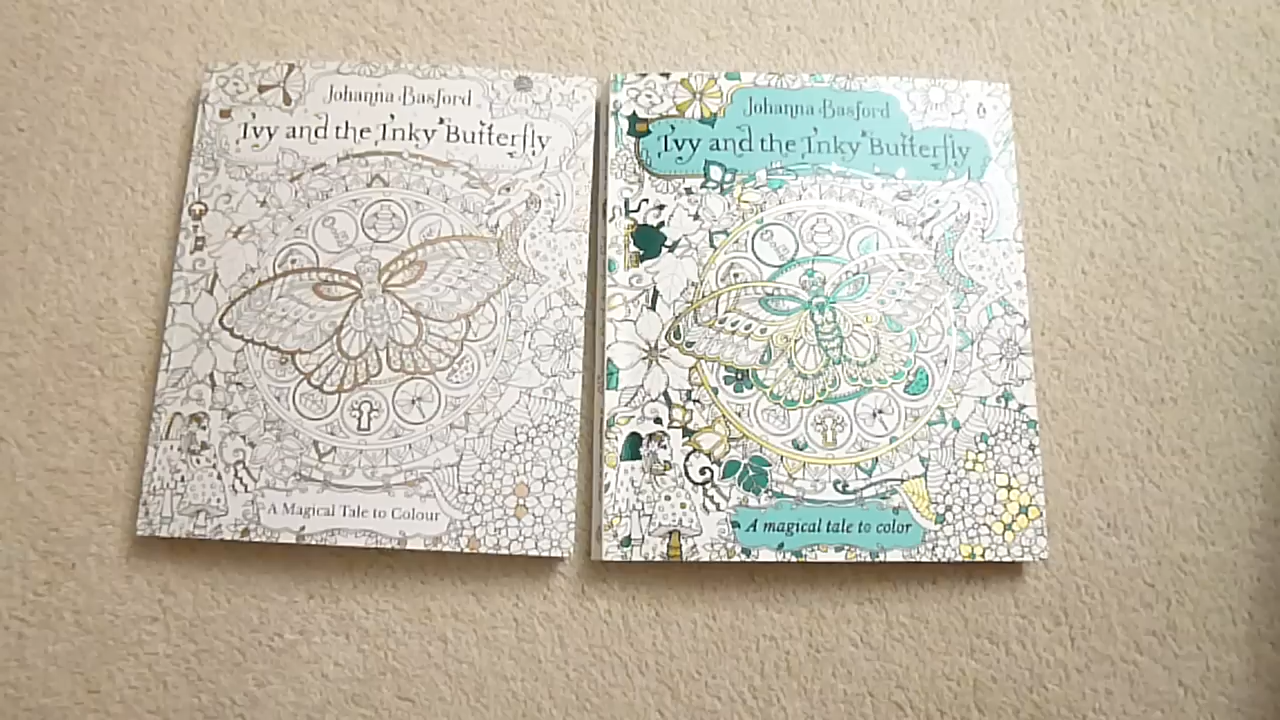 Johanna Basford
Ivy and the Inky Butterfly
A Magical Tale to Colour
Johanna Basford
Ivy and the Inky Butterfly
A magical tale to color